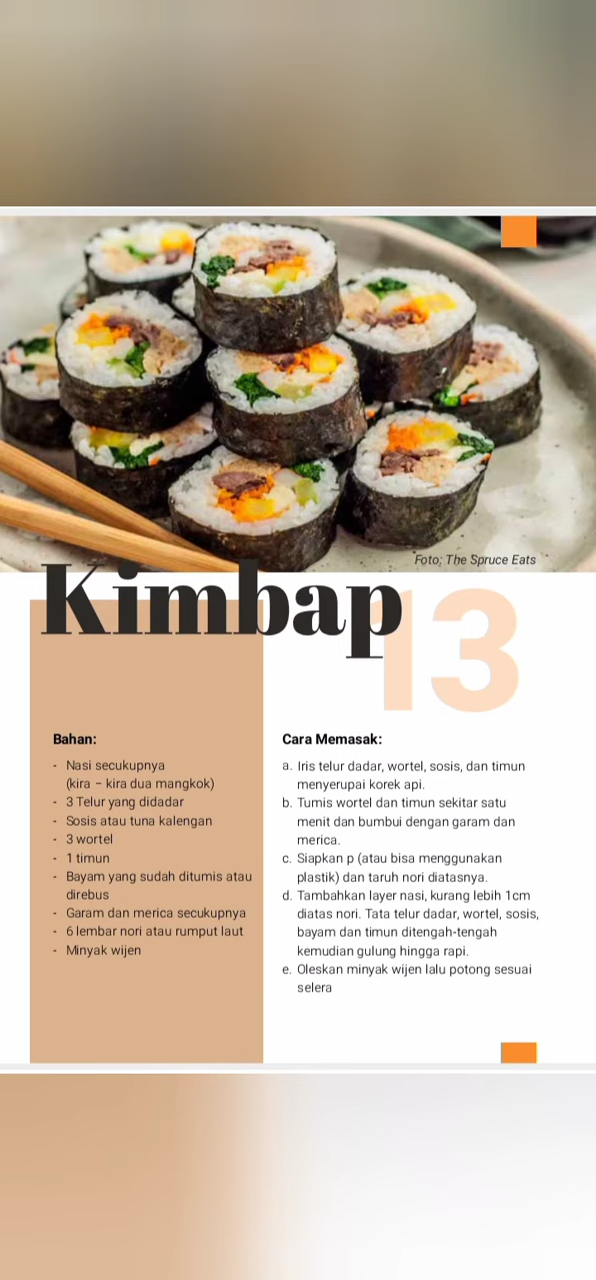 Foto; The Spruce Eats
Kimbap
13
Bahan:
- Nasi secukupnya
(kira – kira dua mangkok)
- 3 Telur yang didadar
- Sosis atau tuna kalengan
- 3 wortel
- 1 timun
- Bayam yang sudah ditumis atau
direbus
- Garam dan merica secukupnya
- 6 lembar nori atau rumput laut
- Minyak wijen
Cara Memasak:
a. Iris telur dadar, wortel, sosis, dan timun
menyerupai korek api.
b. Tumis wortel dan timun sekitar satu
menit dan bumbui dengan garam dan
merica.
c. Siapkan p (atau bisa menggunakan
plastik) dan taruh nori diatasnya.
d. Tambahkan layer nasi, kurang lebih 1cm
diatas nori. Tata telur dadar, wortel, sosis,
bayam dan timun ditengah-tengah
kemudian gulung hingga rapi.
e. Oleskan minyak wijen lalu potong sesuai
selera